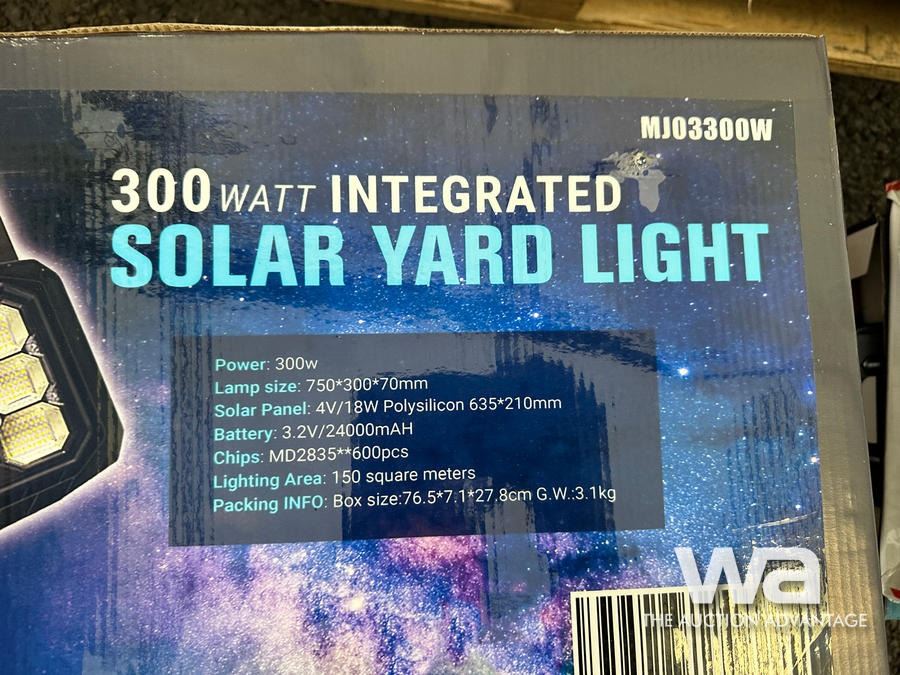 MJ03300W
300 WATT INTEGRATED
SOLAR YARD LIGHT
Power: 300w
Lamp size: 750*300*70mm
Solar Panel: 4V/18W Polysilicon 635*210mm
Battery: 3.2V/24000mAH
Chips: MD2835**600pcs
Lighting Area: 150 square meters
Packing INFO: Box size:76.5*7.1*27.8cm G.W.:3.1kg
wa
THE AUCTION ADVANTAGE